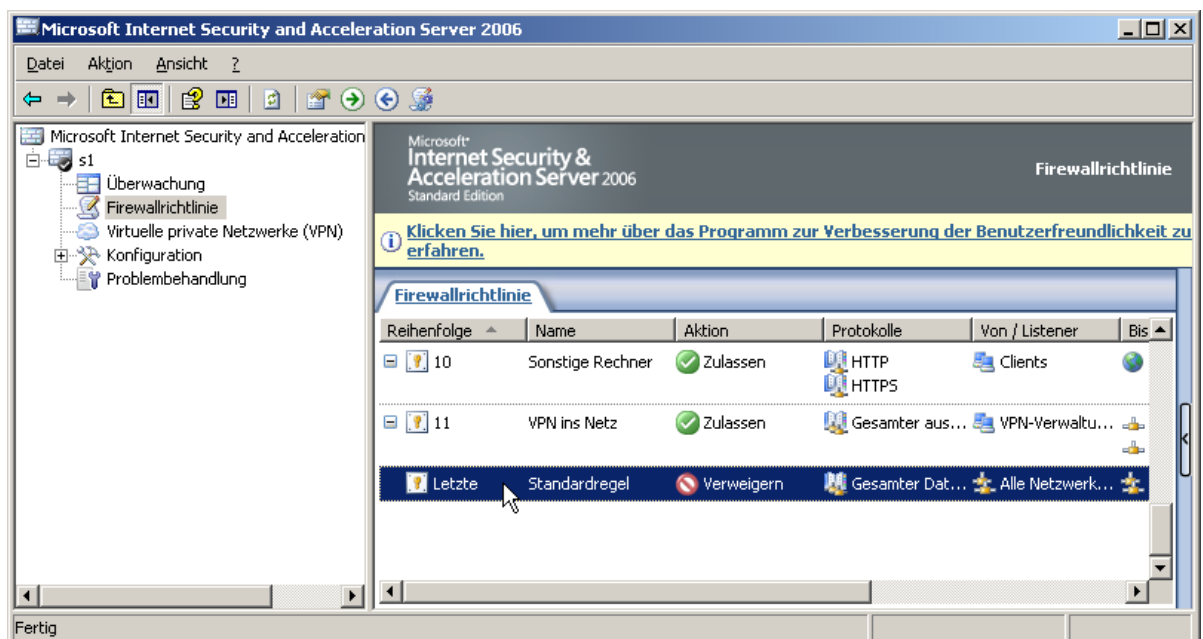 Microsoft Internet Security and Acceleration Server 2006
Datei Aktion Ansicht ?
Microsoft Internet Security and Acceleration
s1
Überwachung
Firewallrichtlinie
Virtuelle private Netzwerke (VPN)
Konfiguration
Problembehandlung
Microsoft
Internet Security &
Acceleration Server 2006
Standard Edition
Firewallrichtlinie
Klicken Sie hier, um mehr über das Programm zur Verbesserung der Benutzerfreundlichkeit zu
erfahren.
Firewallrichtlinie
Reihenfolge Name Aktion Protokolle Von / Listener Bis
10 Sonstige Rechner Zulassen HTTP Clients
HTTPS
11 VPN ins Netz Zulassen Gesamter aus... VPN-Verwaltu...
Letzte Standardregel Verweigern Gesamter Dat... Alle Netzwerk...
Fertig